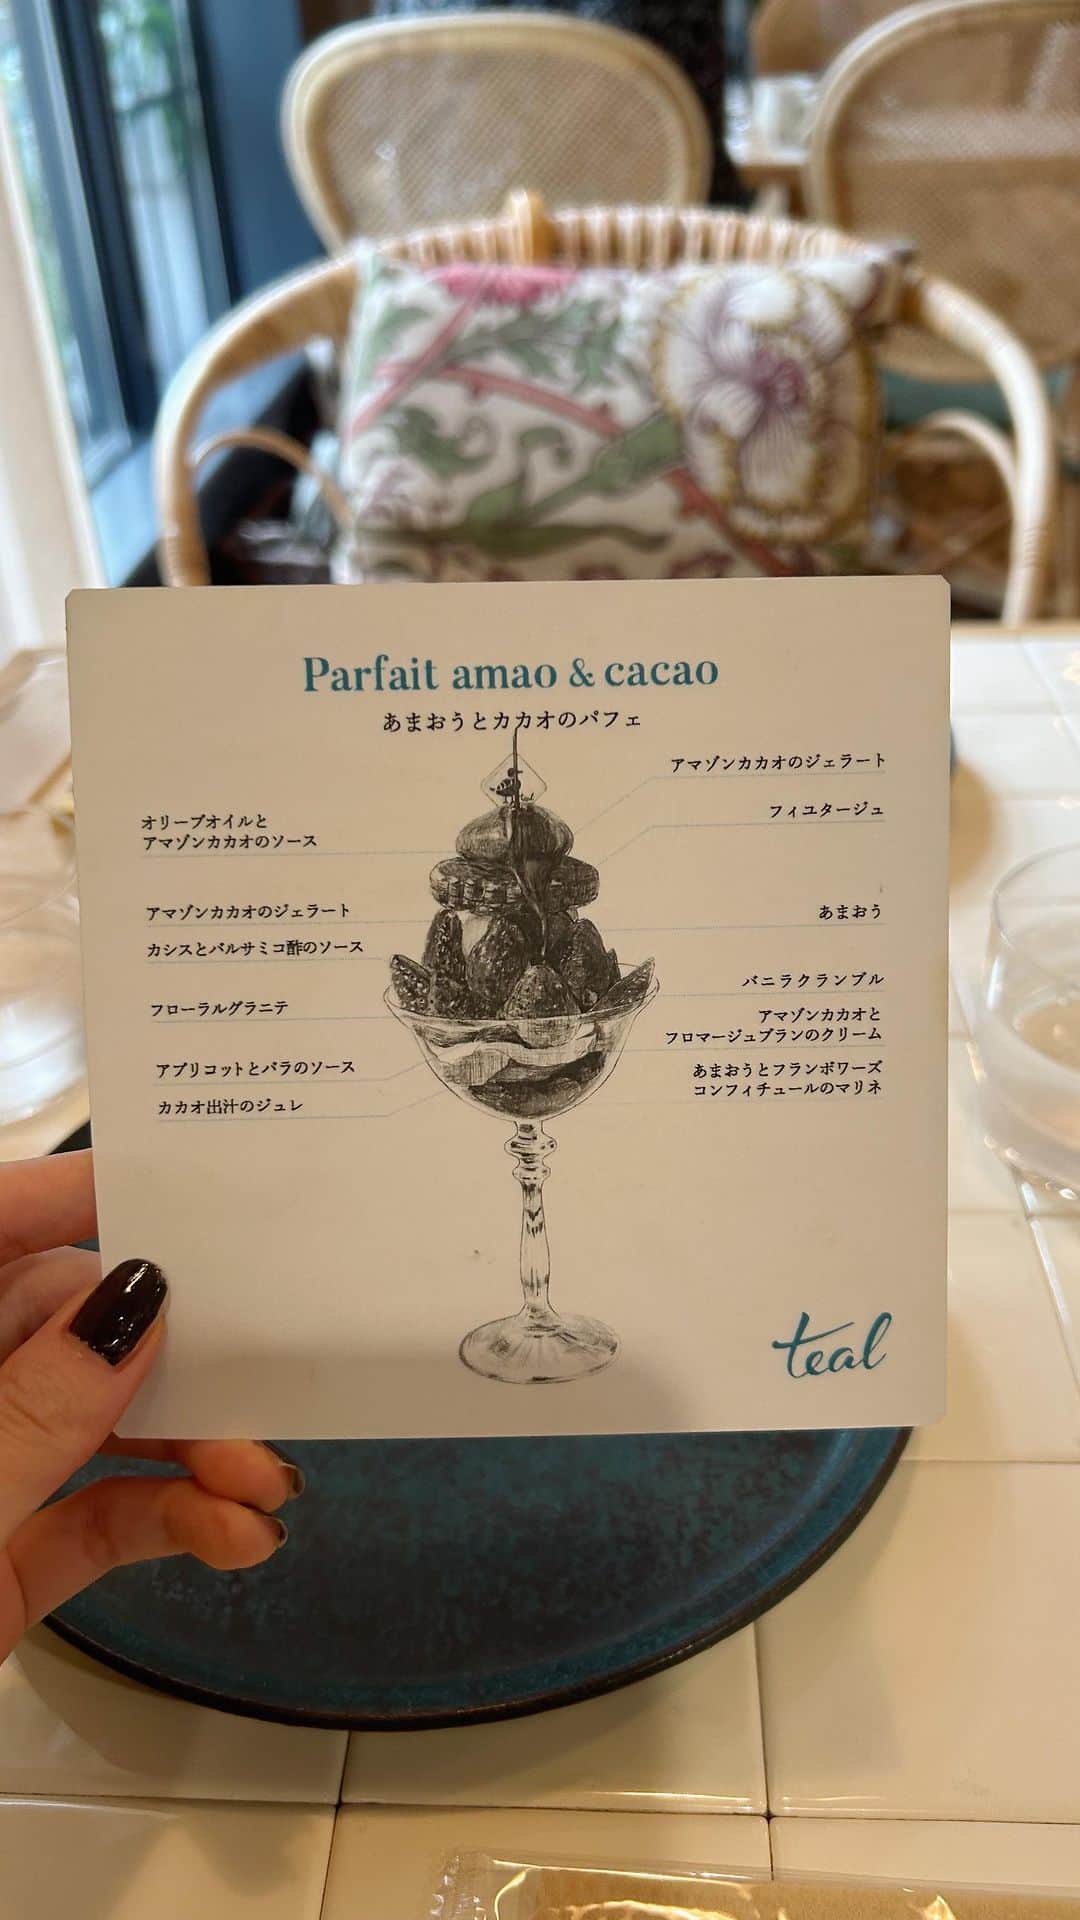 Parfait amao & cacao
あまおうとカカオのパフェ
アマゾンカカオのジェラート
フィユタージュ
オリーブオイルと
アマゾンカカオのソース
アマゾンカカオのジェラート
あまおう
カシスとバルサミコ酢のソース
バニラクランブル
フローラルグラニテ
アマゾンカカオと
フロマージュブランのクリーム
アプリコットとバラのソース
あまおうとフランボワーズ
コンフィチュールのマリネ
カカオ出汁のジュレ
teal
teal